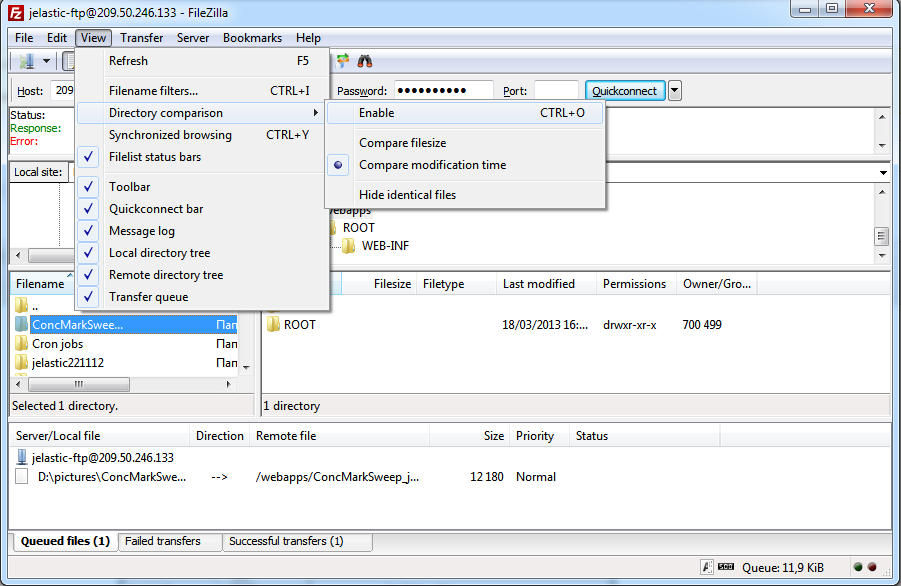 jelastic-ftp@209.50.246.133 - FileZilla
File Edit View Transfer Server Bookmarks Help
Refresh F5
Host: 209 Filename filters... CTRL+I Password: ●●●●●●●●●● Port: Quickconnect
Status: Directory comparison Enable CTRL+O
Response: Synchronized browsing CTRL+Y
Error: Filelist status bars Compare filesize
Local site: Compare modification time
Toolbar Hide identical files
Quickconnect bar webapps
Message log ROOT
Local directory tree WEB-INF
Remote directory tree
Filename Filesize Filetype Last modified Permissions Owner/Gro...
Transfer queue
..
ConcMarkSwee... Пап ROOT 18/03/2013 16:... drwxr-xr-x 700 499
Cron jobs Пап
jelastic221112 Пап
Selected 1 directory. 1 directory
Server/Local file Direction Remote file Size Priority Status
jelastic-ftp@209.50.246.133
D:\pictures\ConcMarkSwe... --> /webapps/ConcMarkSweep_j... 12 180 Normal
Queued files (1) Failed transfers Successful transfers (1)
Queue: 11,9 KiB